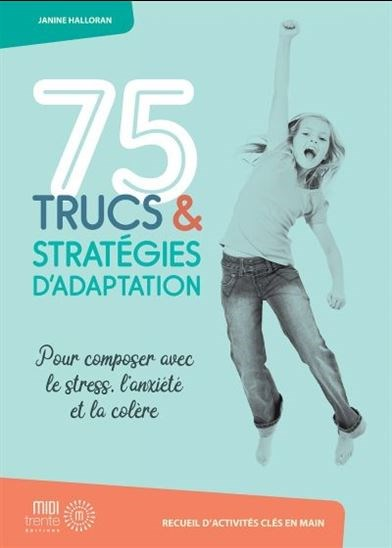 JANINE HALLORAN
75
TRUCS &
STRATÉGIES
D'ADAPTATION
Pour composer avec
le stress, l'anxiété
et la colère
MIDI
trente
ÉDITIONS
RECUEIL D'ACTIVITÉS CLÉS EN MAIN